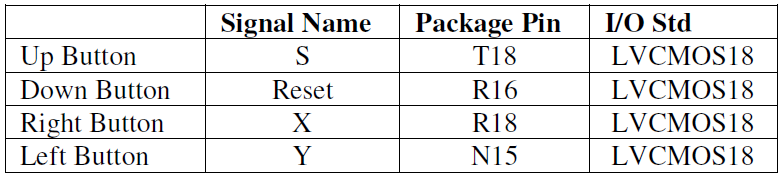 Signal Name Package Pin I/O Std
Up Button S T18 LVCMOS18
Down Button Reset R16 LVCMOS18
Right Button X R18 LVCMOS18
Left Button Y N15 LVCMOS18